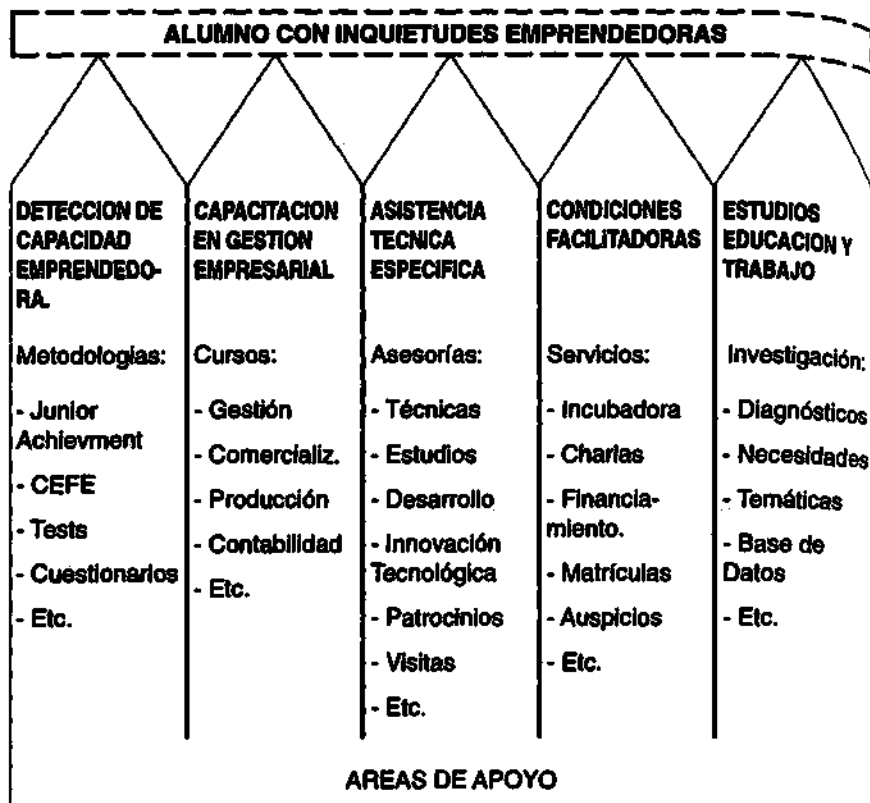 ALUMNO CON INQUIETUDES EMPRENDEDORAS
DETECCION DE
CAPACIDAD
EMPRENDEDO-
RA.
Metodologias:
- Junior
Achievment
- CEFE
- Tests
- Cuestionarios
- Etc.
CAPACITACION
EN GESTION
EMPRESARIAL
Cursos:
- Gestión
- Comercializ.
- Producción
- Contabilidad
- Etc.
ASISTENCIA
TECNICA
ESPECIFICA
Asesorías:
- Técnicas
- Estudios
- Desarrollo
- Innovación
Tecnológica
- Patrocinios
- Visitas
- Etc.
CONDICIONES
FACILITADORAS
Servicios:
- Incubadora
- Charlas
- Financia-
miento.
- Matrículas
- Auspicios
- Etc.
ESTUDIOS
EDUCACION Y
TRABAJO
Investigación:
- Diagnósticos
- Necesidades
- Temáticas
- Base de
Datos
- Etc.
AREAS DE APOYO